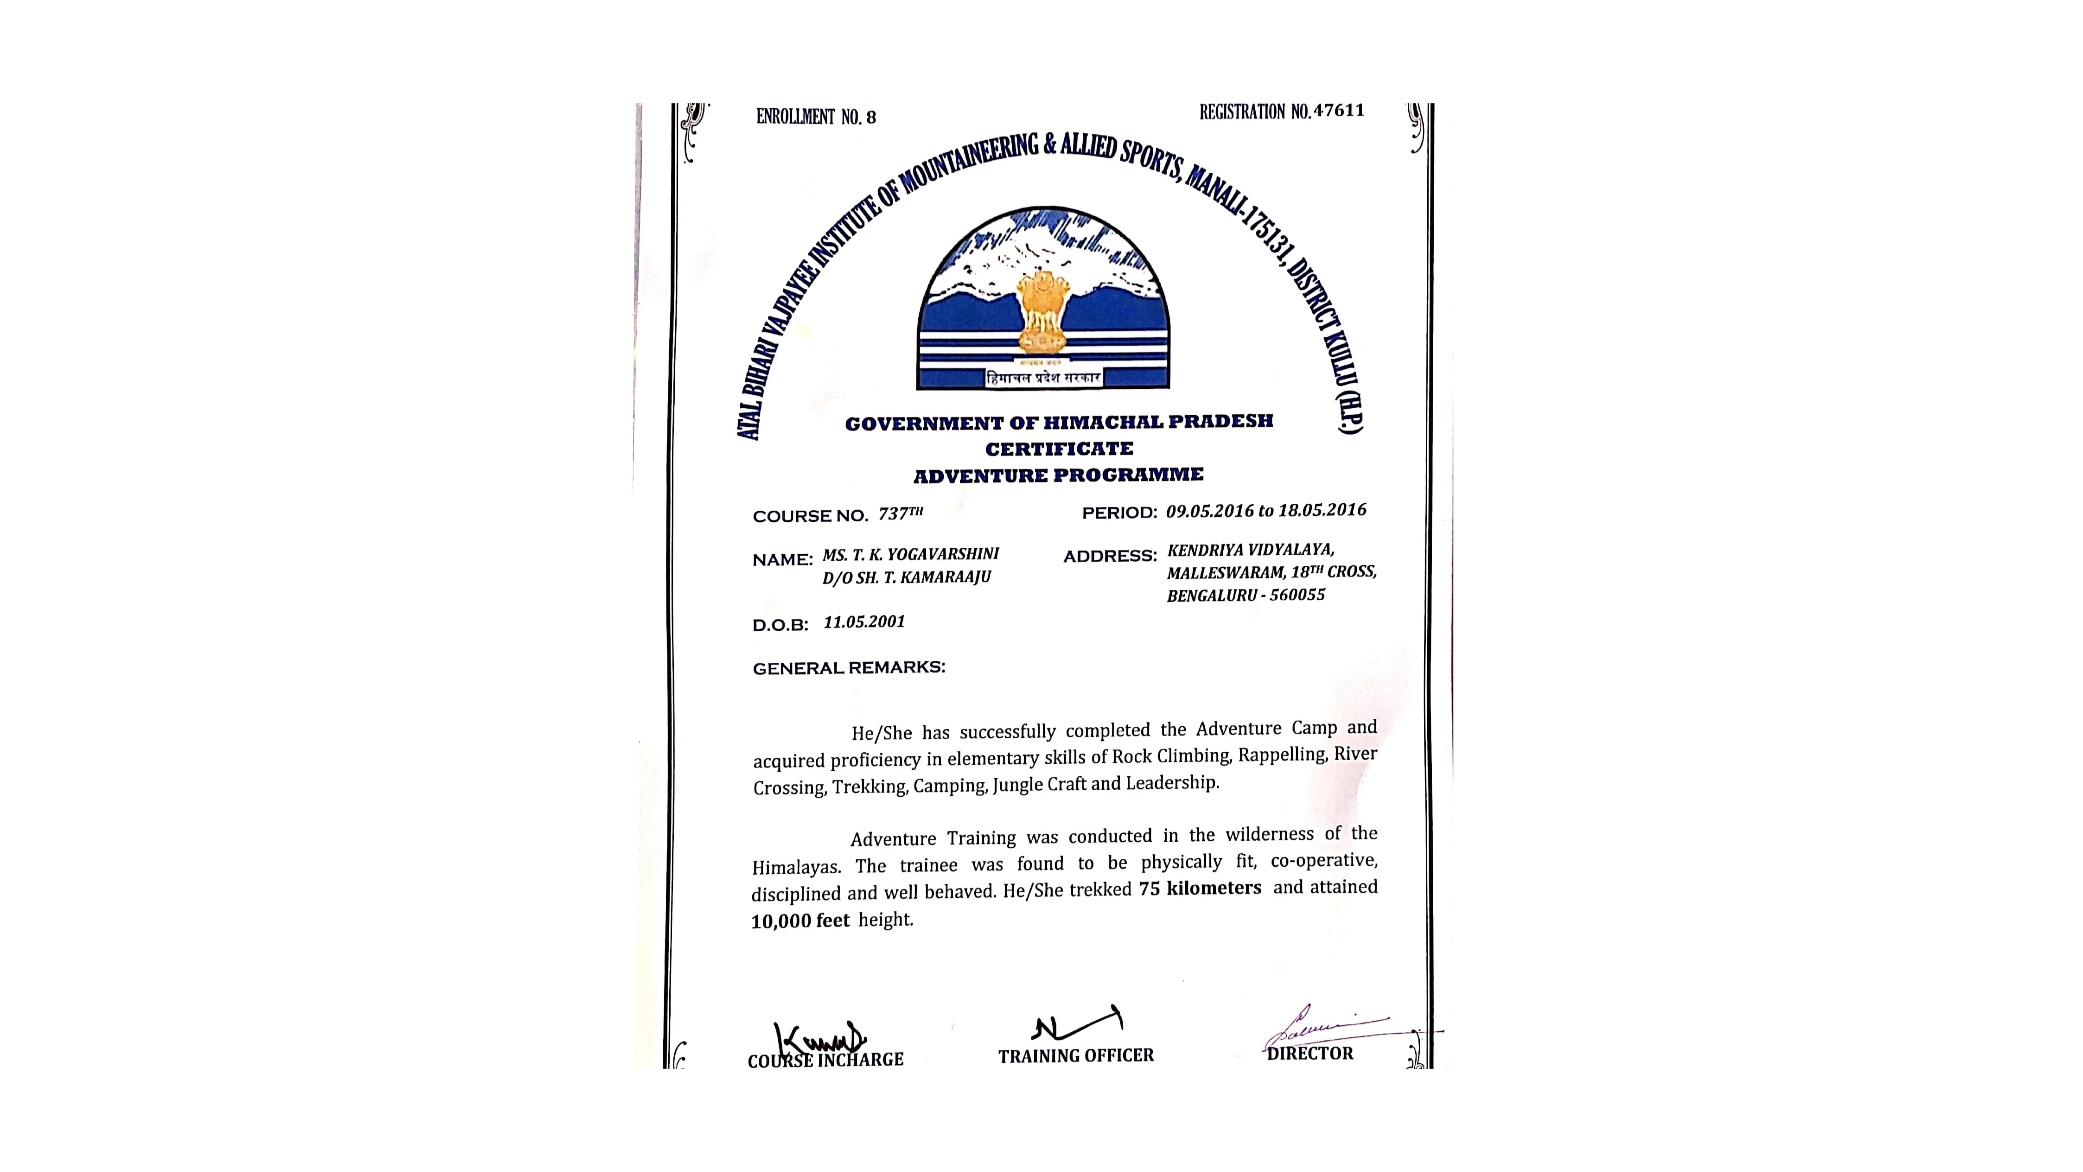 ENROLLMENT NO. 8
REGISTRATION NO. 47611
ATAL BIHARI VAJPAYEE INSTITUTE OF MOUNTAINEERING & ALLIED SPORTS, MANALI-175131, DISTRICT KULLU (H.P.)
हिमाचल प्रदेश सरकार
GOVERNMENT OF HIMACHAL PRADESH
CERTIFICATE
ADVENTURE PROGRAMME
COURSE NO. 737TH
PERIOD: 09.05.2016 to 18.05.2016
NAME: MS. T. K. YOGAVARSHINI
D/O SH. T. KAMARAAJU
ADDRESS: KENDRIYA VIDYALAYA,
MALLESWARAM, 18TH CROSS,
BENGALURU - 560055
D.O.B: 11.05.2001
GENERAL REMARKS:
He/She has successfully completed the Adventure Camp and
acquired proficiency in elementary skills of Rock Climbing, Rappelling, River
Crossing, Trekking, Camping, Jungle Craft and Leadership.
Adventure Training was conducted in the wilderness of the
Himalayas. The trainee was found to be physically fit, co-operative,
disciplined and well behaved. He/She trekked 75 kilometers and attained
10,000 feet height.
COURSE INCHARGE
TRAINING OFFICER
DIRECTOR